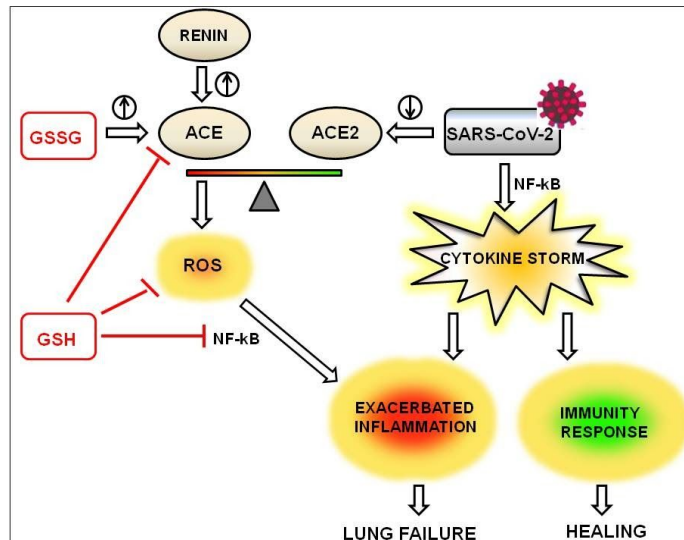 RENIN
GSSG
ACE
ACE2
SARS-CoV-2
NF-kB
ROS
CYTOKINE STORM
GSH
NF-kB
EXACERBATED
INFLAMMATION
IMMUNITY
RESPONSE
LUNG FAILURE
HEALING